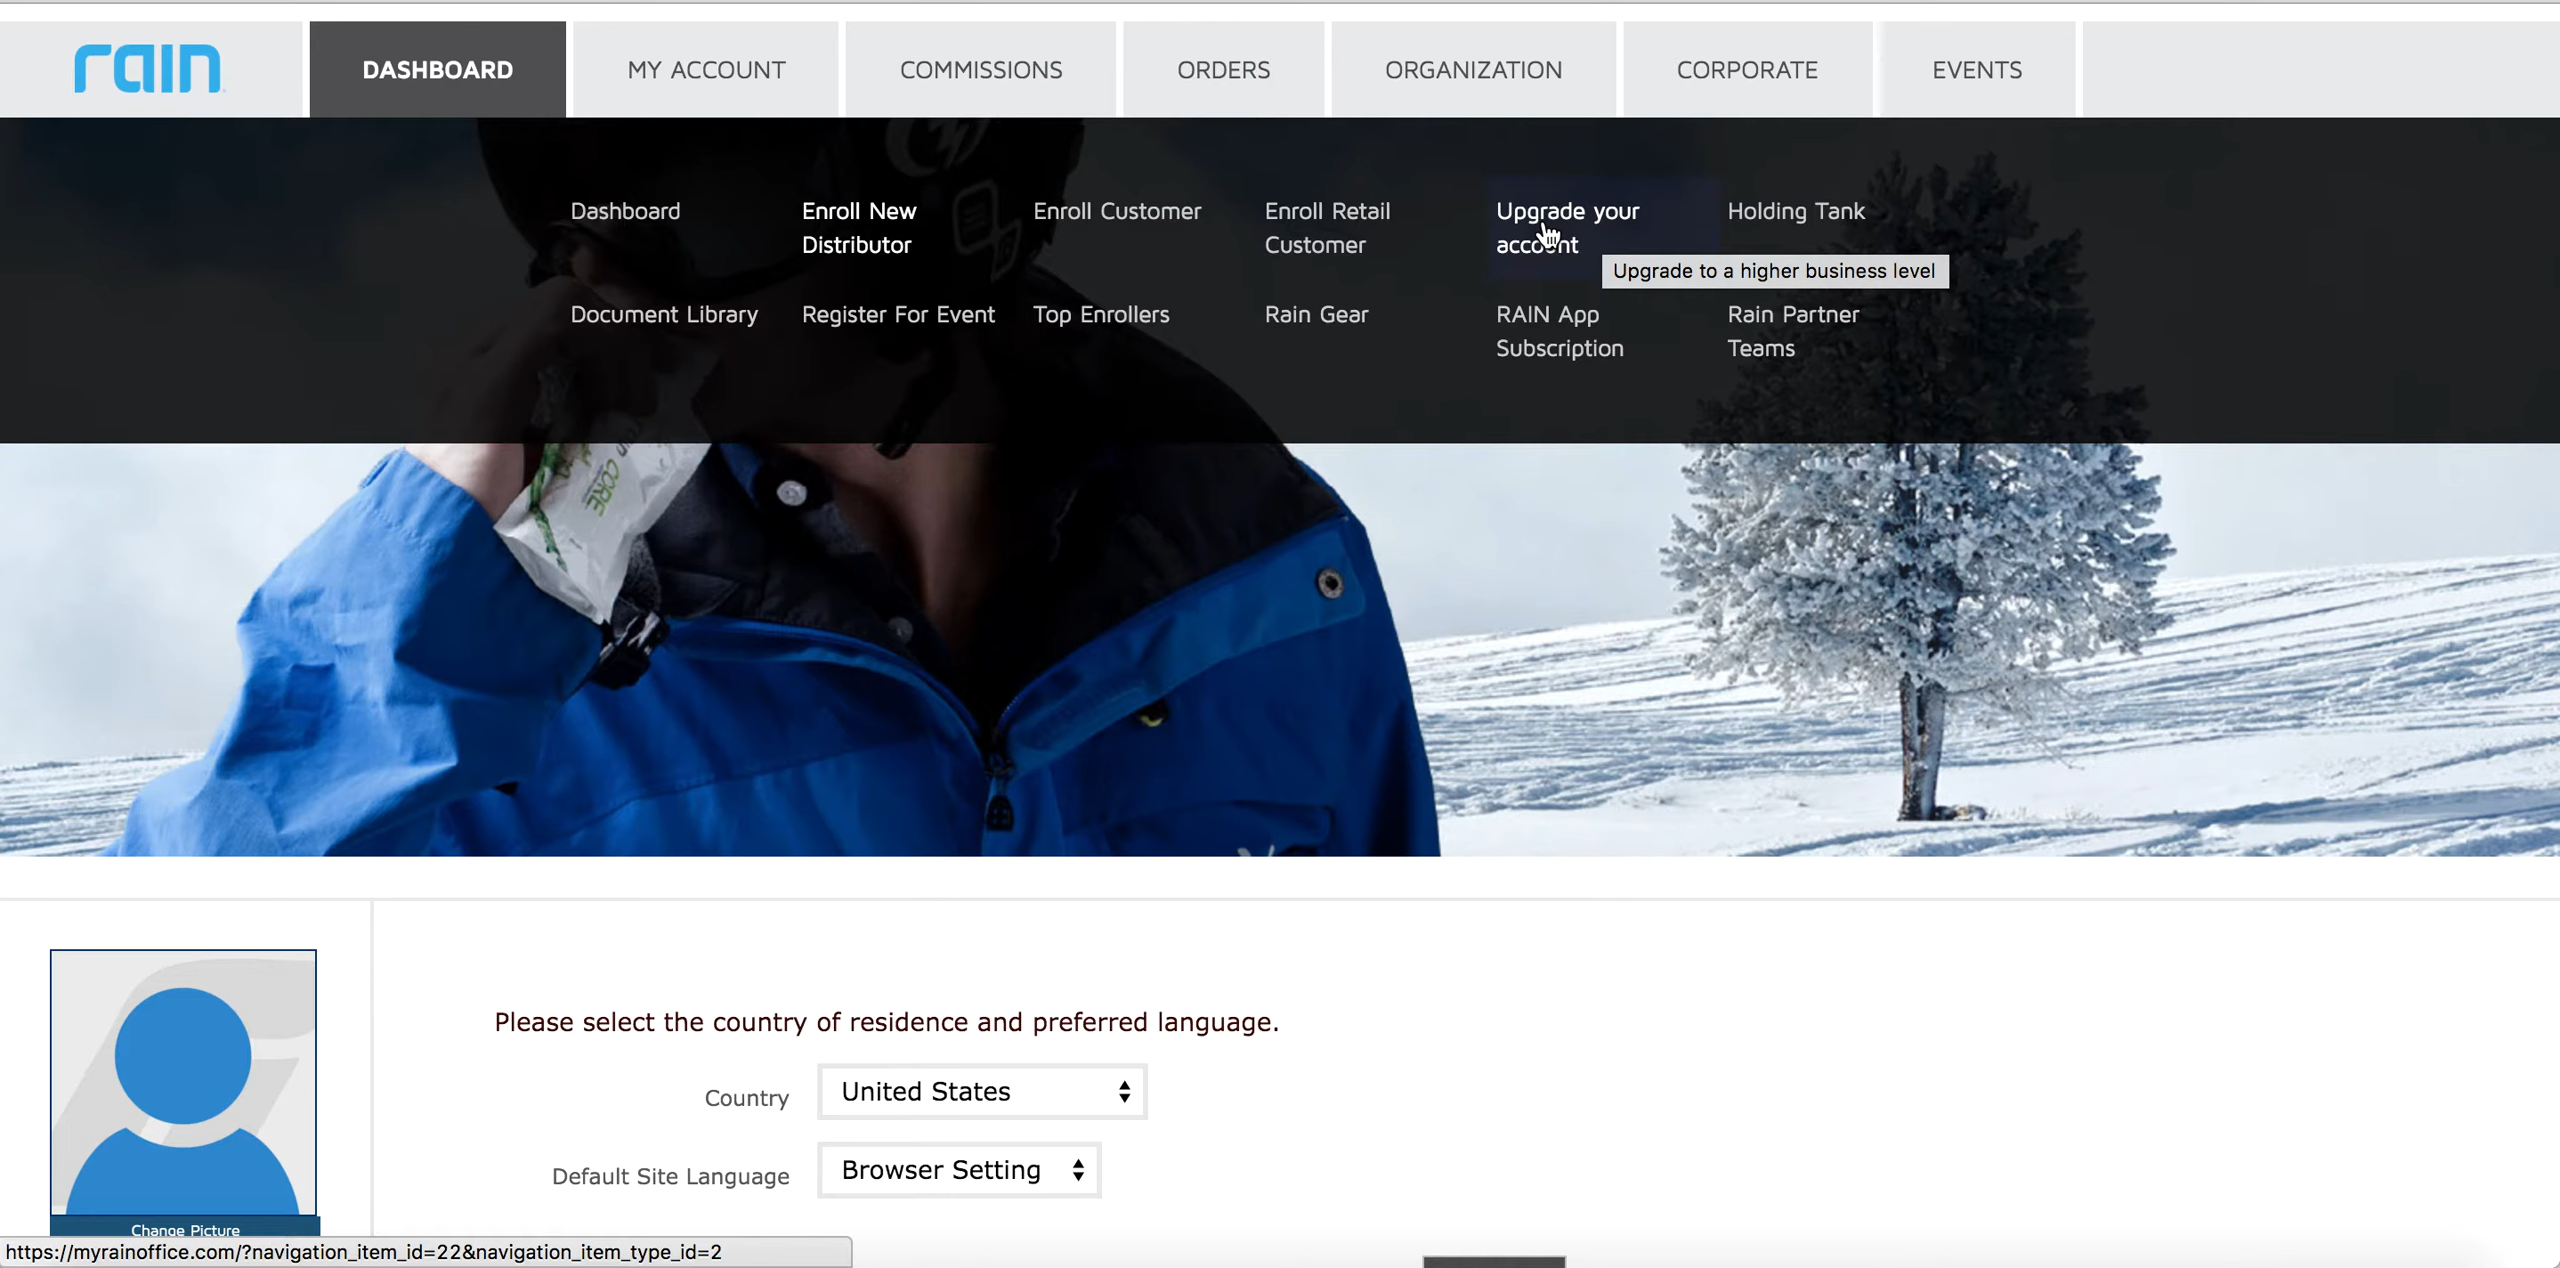 rain
DASHBOARD
MY ACCOUNT
COMMISSIONS
ORDERS
ORGANIZATION
CORPORATE
EVENTS
Dashboard
Enroll New
Distributor
Enroll Customer
Enroll Retail
Customer
Upgrade your
account
Holding Tank
Upgrade to a higher business level
Document Library
Register For Event
Top Enrollers
Rain Gear
RAIN App
Subscription
Rain Partner
Teams
CORE
Please select the country of residence and preferred language.
Country
United States
Default Site Language
Browser Setting
Change Picture
https://myrainoffice.com/?navigation_item_id=22&navigation_item_type_id=2